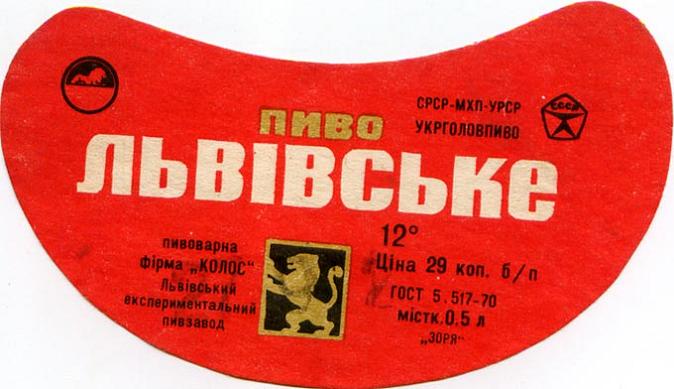 СРСР-МХП-УРСР
УКРГОЛОВПИВО
СССР
ПИВО
ЛЬВІВСЬКЕ
пивоварна
фірма „КОЛОС“
Львівський
експериментальний
пивзавод
12°
Ціна 29 коп. б/п
ГОСТ 5.517-70
містк. 0,5 л
„ЗОРЯ“